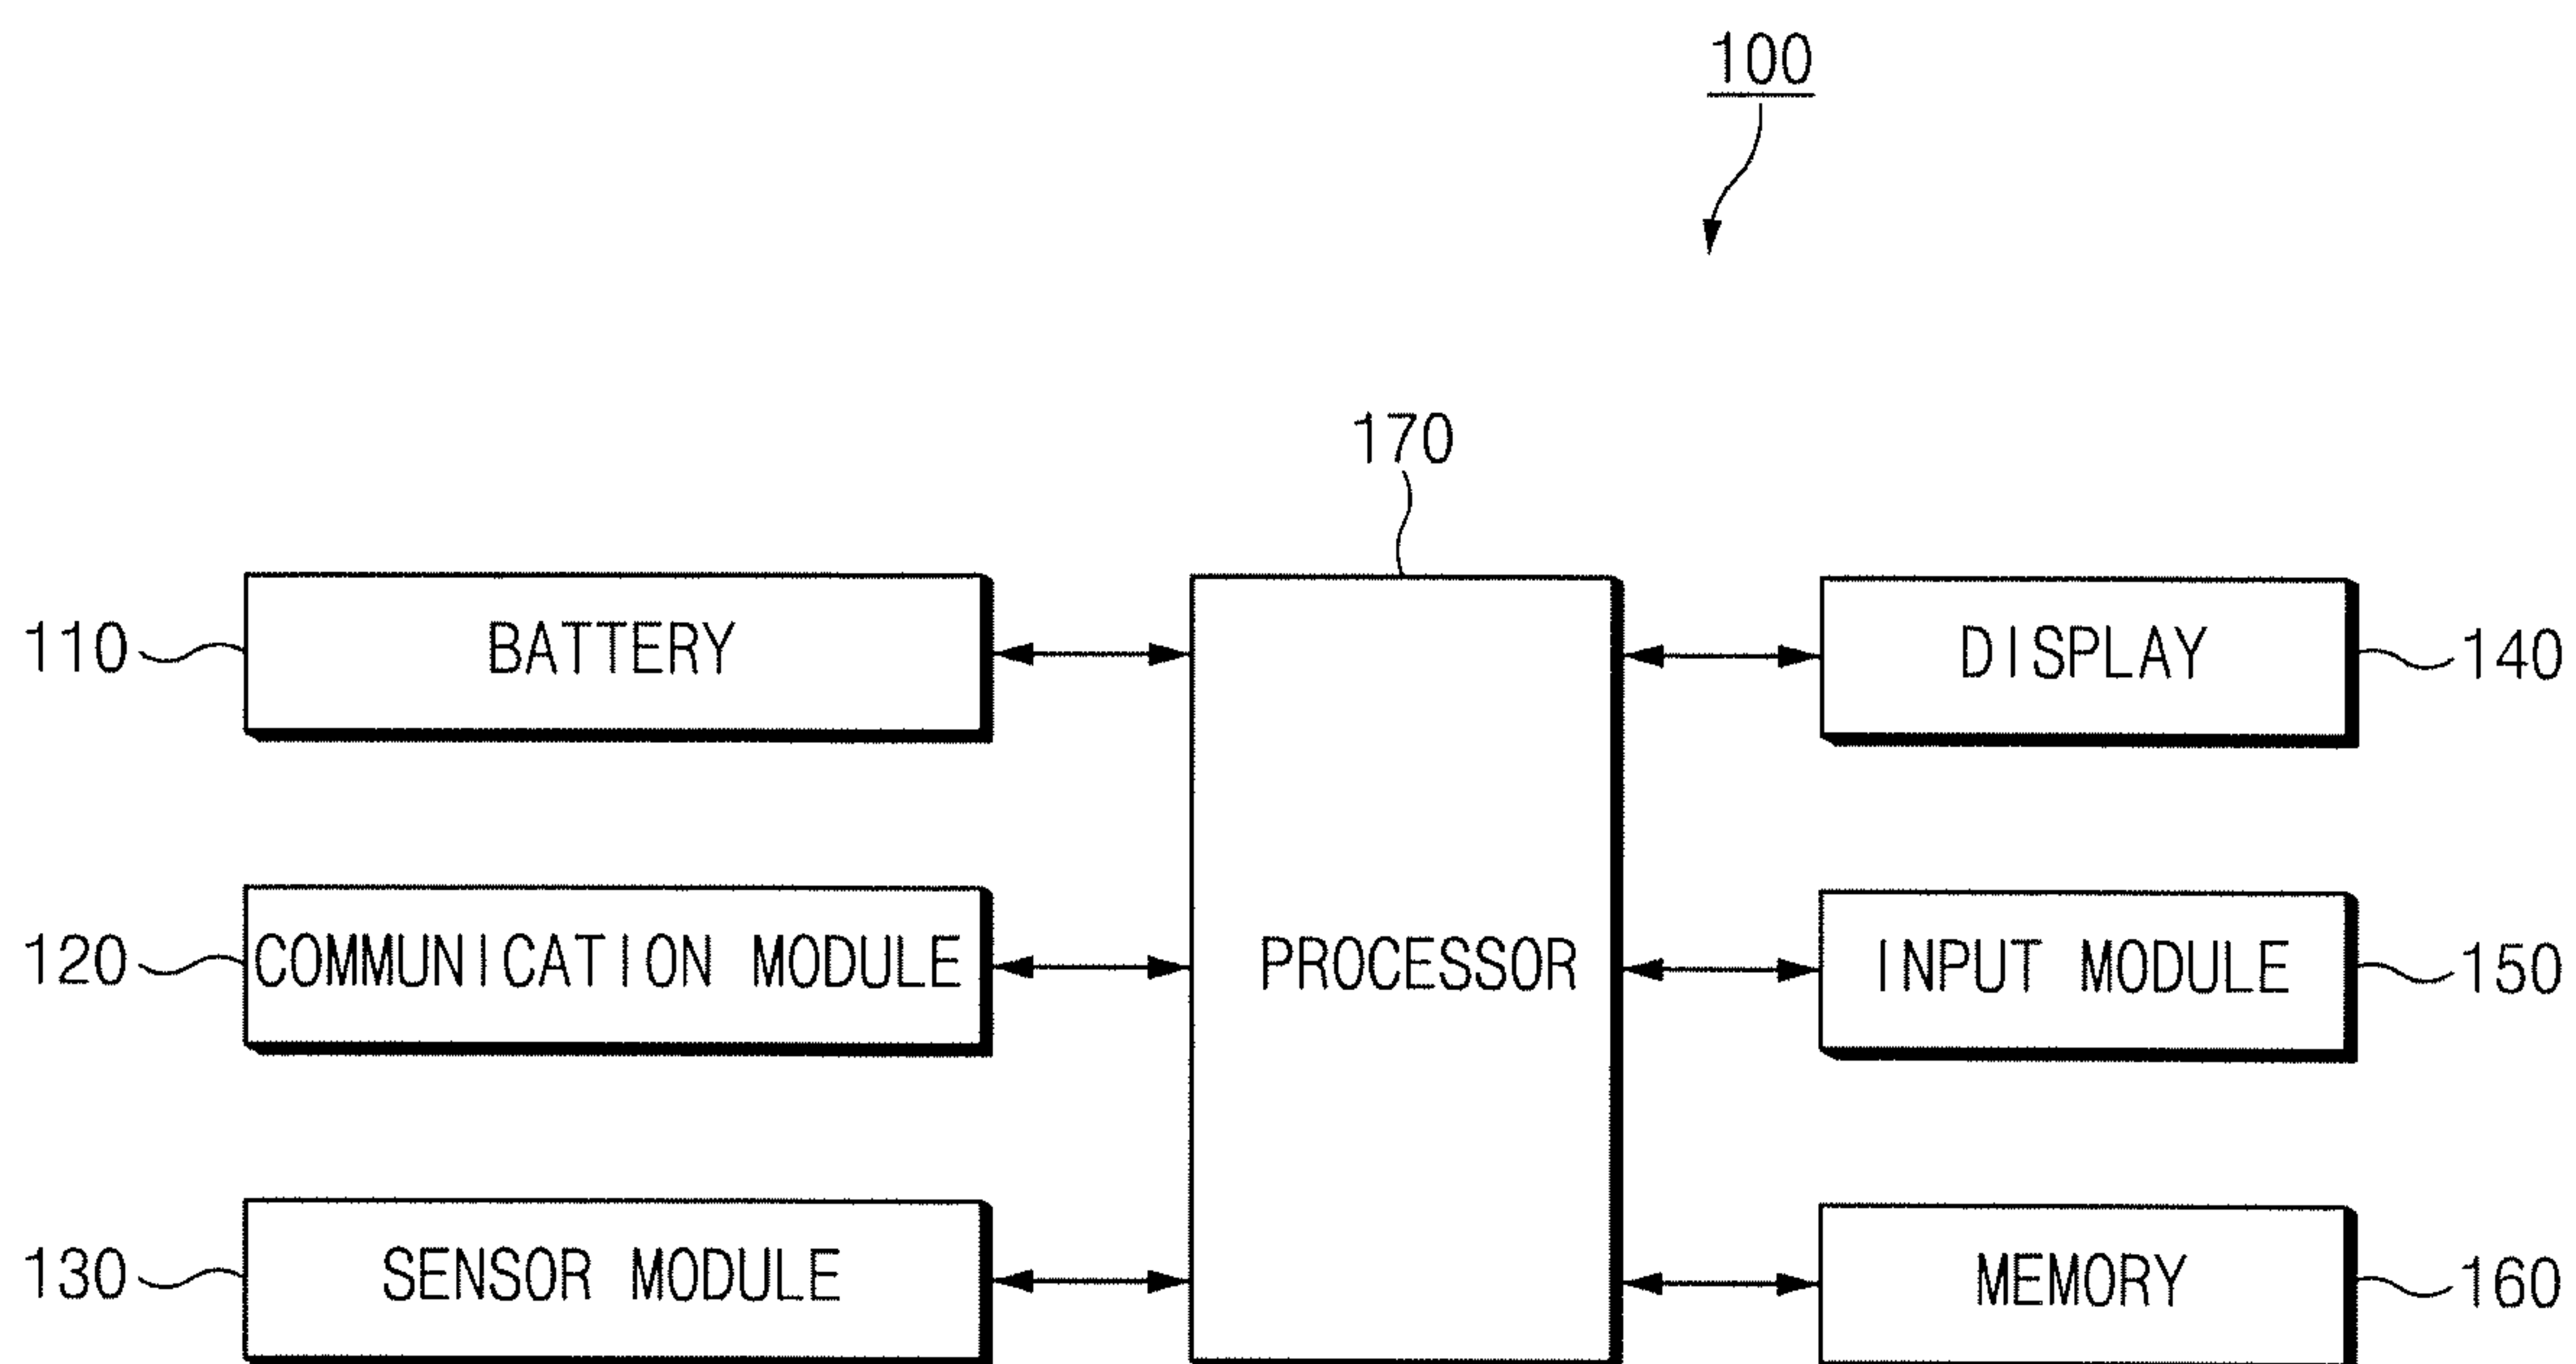 100
170
110 BATTERY DISPLAY 140
120 COMMUNICATION MODULE PROCESSOR INPUT MODULE 150
130 SENSOR MODULE MEMORY 160